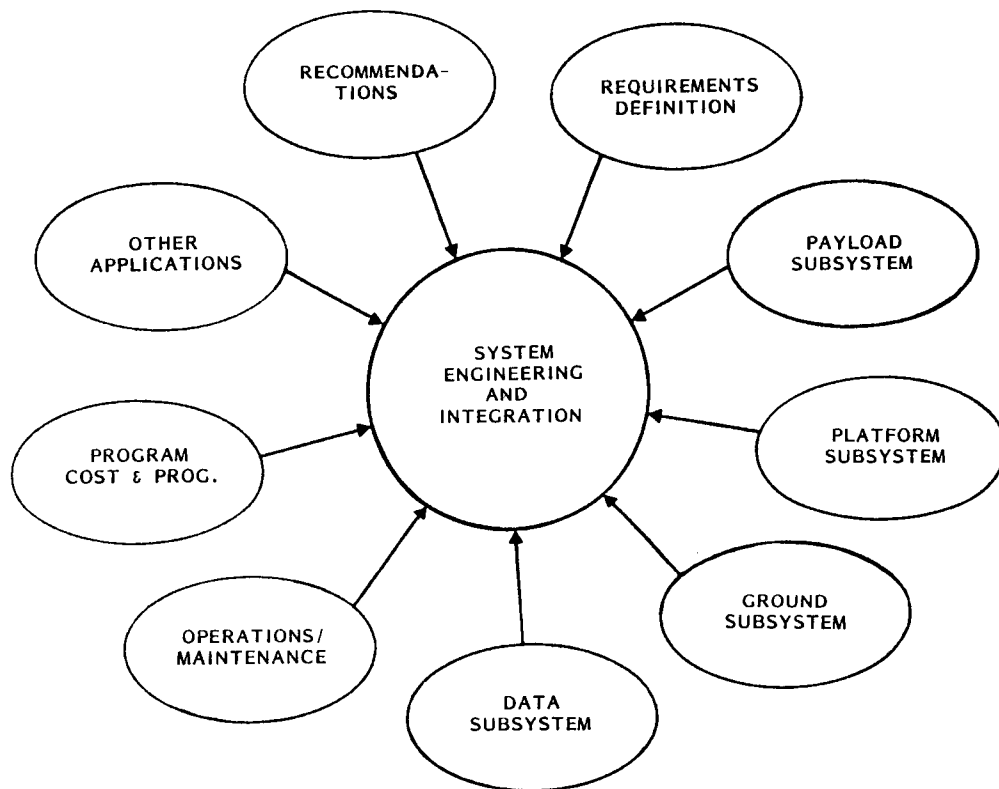 RECOMMENDA-
TIONS
REQUIREMENTS
DEFINITION
PAYLOAD
SUBSYSTEM
PLATFORM
SUBSYSTEM
GROUND
SUBSYSTEM
DATA
SUBSYSTEM
OPERATIONS/
MAINTENANCE
PROGRAM
COST & PROG.
OTHER
APPLICATIONS
SYSTEM
ENGINEERING
AND
INTEGRATION